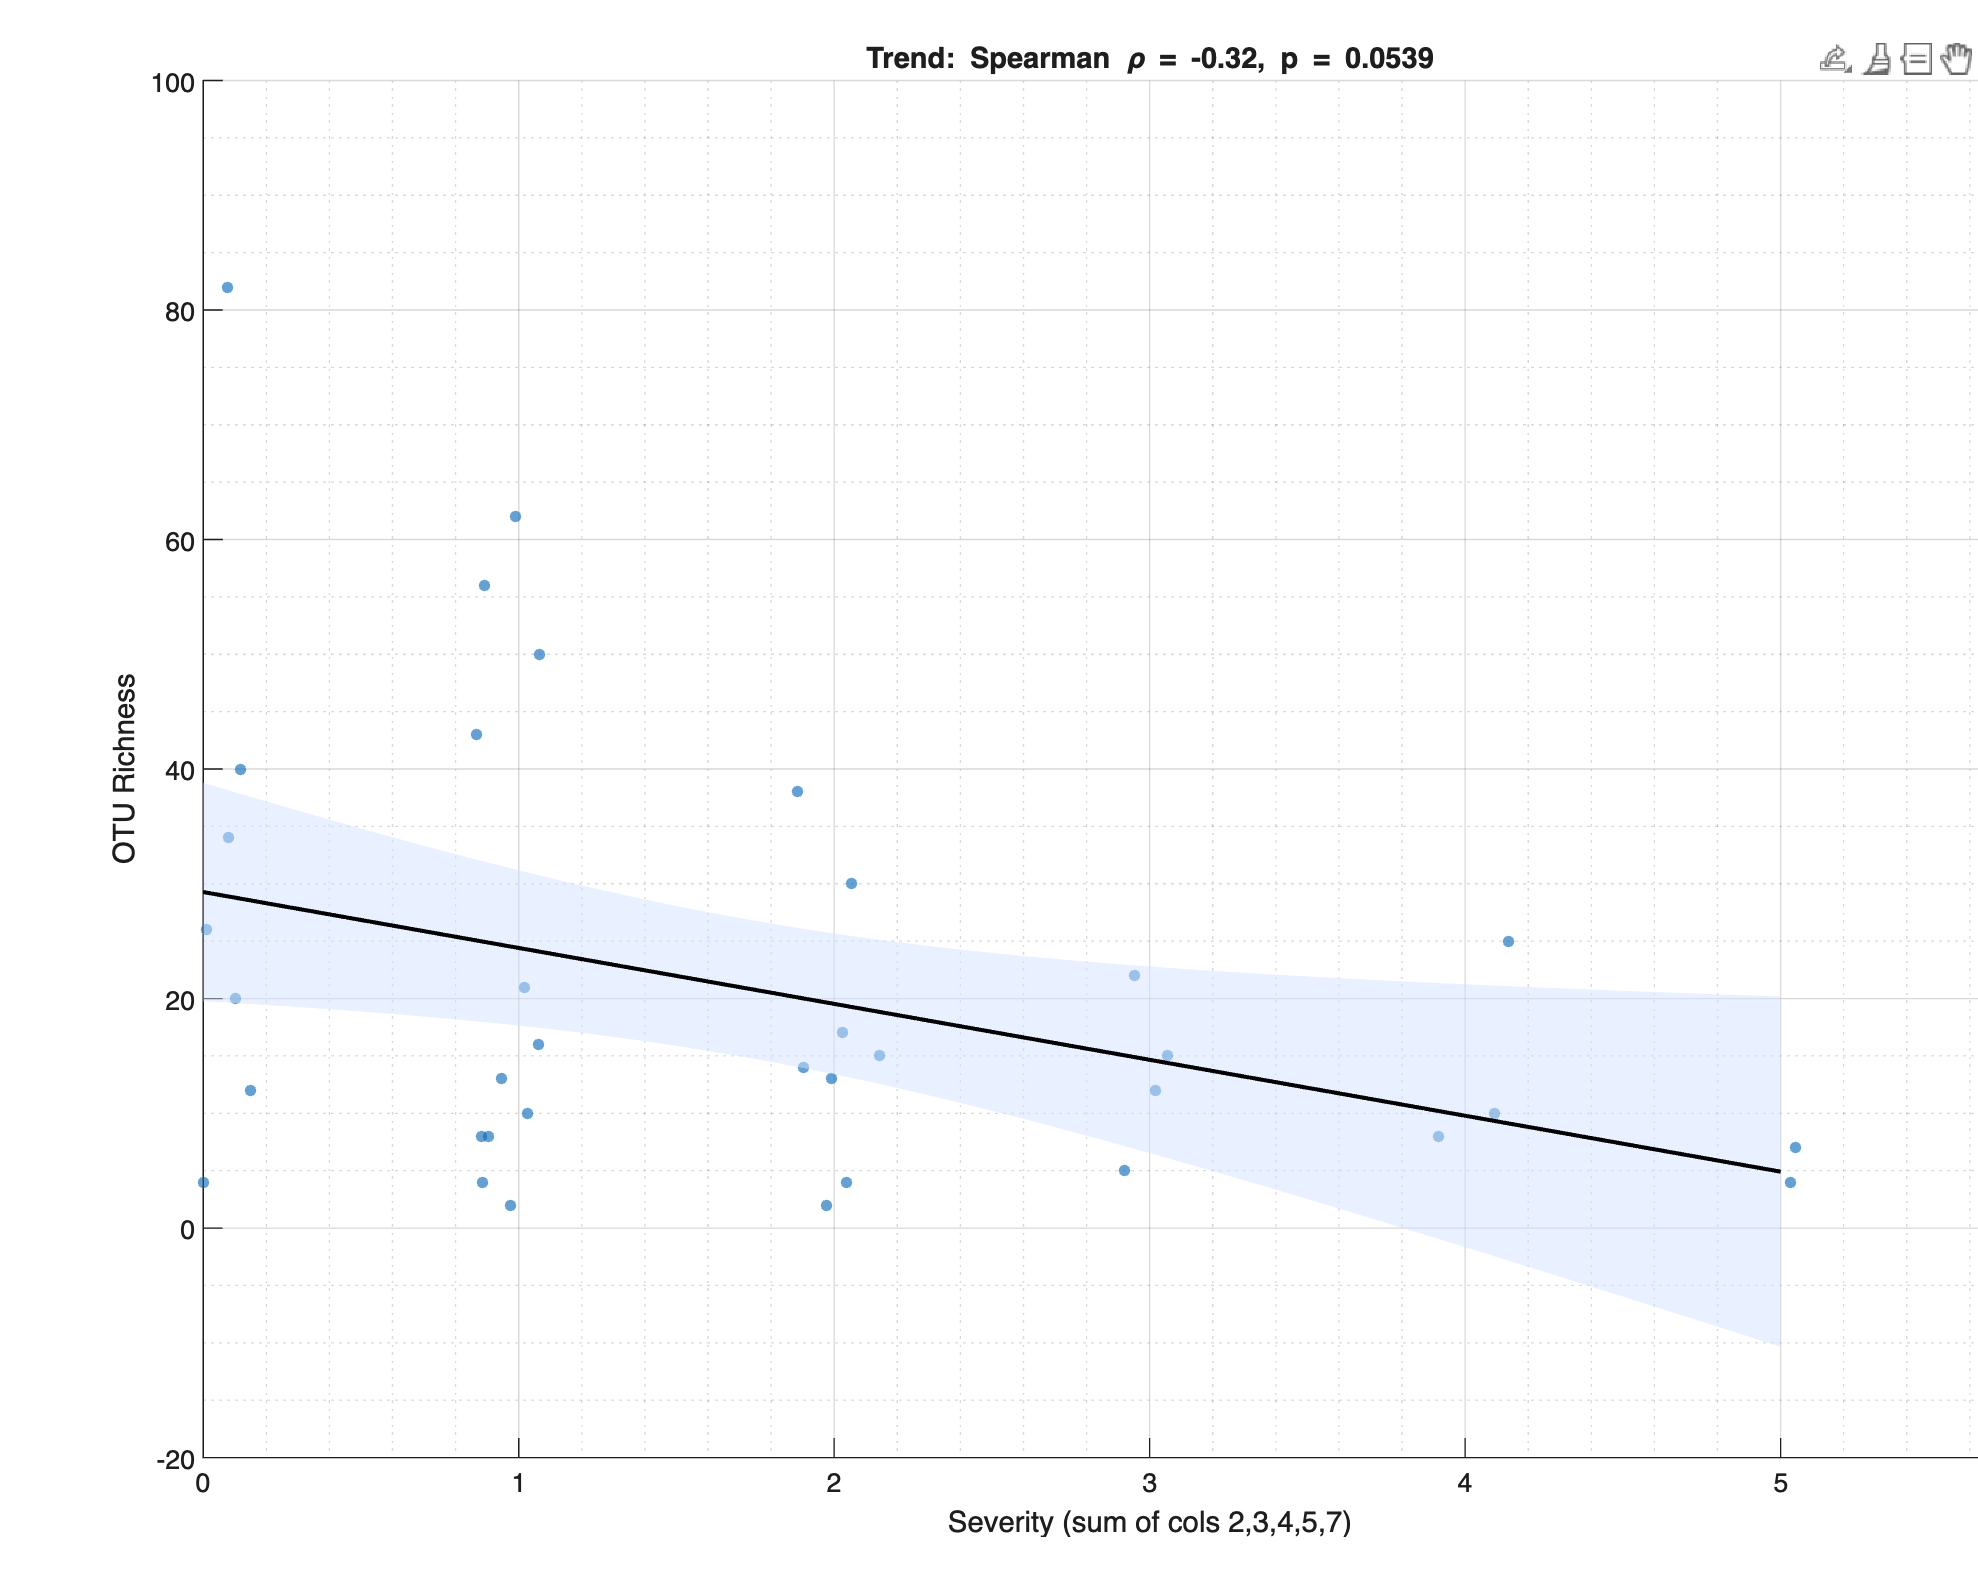 Trend: Spearman ρ = -0.32, p = 0.0539
100
80
60
40
20
0
-20
OTU Richness
0 1 2 3 4 5
Severity (sum of cols 2,3,4,5,7)